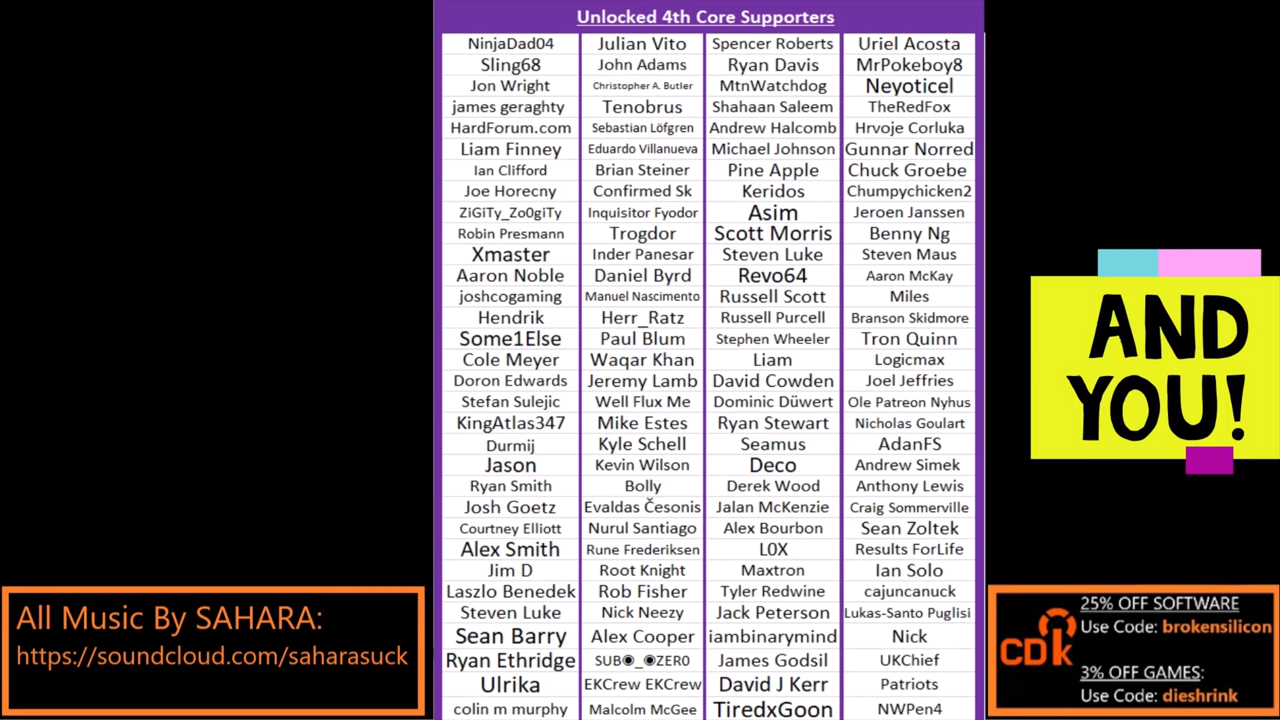 Unlocked 4th Core Supporters
NinjaDad04 Julian Vito Spencer Roberts Uriel Acosta
Sling68 John Adams Ryan Davis MrPokeboy8
Jon Wright Christopher A. Butler MtnWatchdog Neyoticel
james geraghty Tenobrus Shahaan Saleem TheRedFox
HardForum.com Sebastian Löfgren Andrew Halcomb Hrvoje Corluka
Liam Finney Eduardo Villanueva Michael Johnson Gunnar Norred
Ian Clifford Brian Steiner Pine Apple Chuck Groebe
Joe Horecny Confirmed Sk Keridos Chumpychicken2
ZiGiTy_Zo0giTy Inquisitor Fyodor Asim Jeroen Janssen
Robin Presmann Trogdor Scott Morris Benny Ng
Xmaster Inder Panesar Steven Luke Steven Maus
Aaron Noble Daniel Byrd Revo64 Aaron McKay
joshcogaming Manuel Nascimento Russell Scott Miles
Hendrik Herr_Ratz Russell Purcell Branson Skidmore
Some1Else Paul Blum Stephen Wheeler Tron Quinn
Cole Meyer Waqar Khan Liam Logicmax
Doron Edwards Jeremy Lamb David Cowden Joel Jeffries
Stefan Sulejic Well Flux Me Dominic Düwert Ole Patreon Nyhus
KingAtlas347 Mike Estes Ryan Stewart Nicholas Goulart
Durmij Kyle Schell Seamus AdanFS
Jason Kevin Wilson Deco Andrew Simek
Ryan Smith Bolly Derek Wood Anthony Lewis
Josh Goetz Evaldas Česonis Jalan McKenzie Craig Sommerville
Courtney Elliott Nurul Santiago Alex Bourbon Sean Zoltek
Alex Smith Rune Frederiksen L0X Results ForLife
Jim D Root Knight Maxtron Ian Solo
Laszlo Benedek Rob Fisher Tyler Redwine cajuncanuck
Steven Luke Nick Neezy Jack Peterson Lukas-Santo Puglisi
Sean Barry Alex Cooper iambinarymind Nick
Ryan Ethridge SUB◉_◉ZER0 James Godsil UKChief
Ulrika EKCrew EKCrew David J Kerr Patriots
colin m murphy Malcolm McGee TiredxGoon NWPen4
AND
YOU!
All Music By SAHARA:
https://soundcloud.com/saharasuck
cdk
25% OFF SOFTWARE
Use Code: brokensilicon
3% OFF GAMES:
Use Code: dieshrink